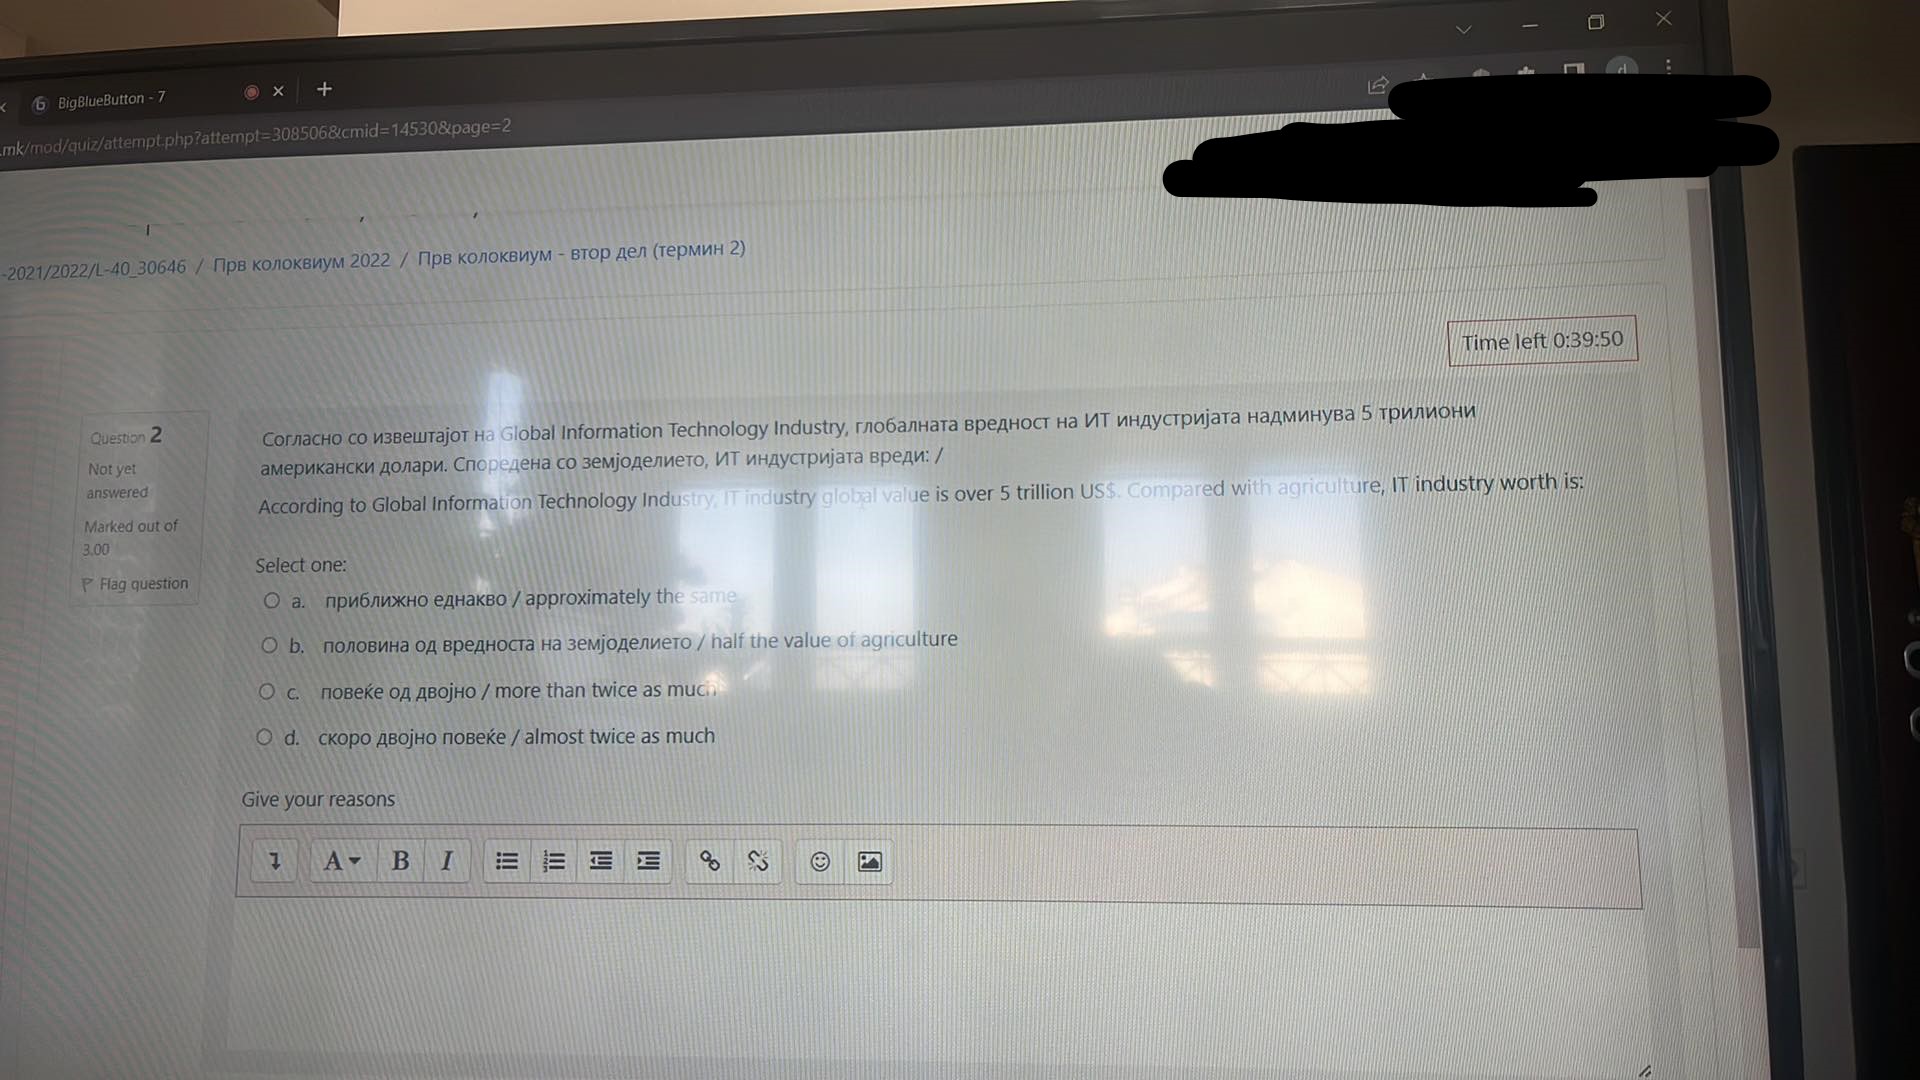 BigBlueButton - 7
.mk/mod/quiz/attempt.php?attempt=308506&cmid=14530&page=2
-2021/2022/L-40_30646 / Прв колоквиум 2022 / Прв колоквиум - втор дел (термин 2)
Time left 0:39:50
Question 2
Not yet
answered
Marked out of
3.00
Flag question
Согласно со извештајот на Global Information Technology Industry, глобалната вредност на ИТ индустријата надминува 5 трилиони
американски долари. Споредена со земјоделието, ИТ индустријата вреди: /
According to Global Information Technology Industry, IT industry global value is over 5 trillion US$. Compared with agriculture, IT industry worth is:
Select one:
a. приближно еднакво / approximately the same
b. половина од вредноста на земјоделието / half the value of agriculture
c. повеќе од двојно / more than twice as much
d. скоро двојно повеќе / almost twice as much
Give your reasons
A B I